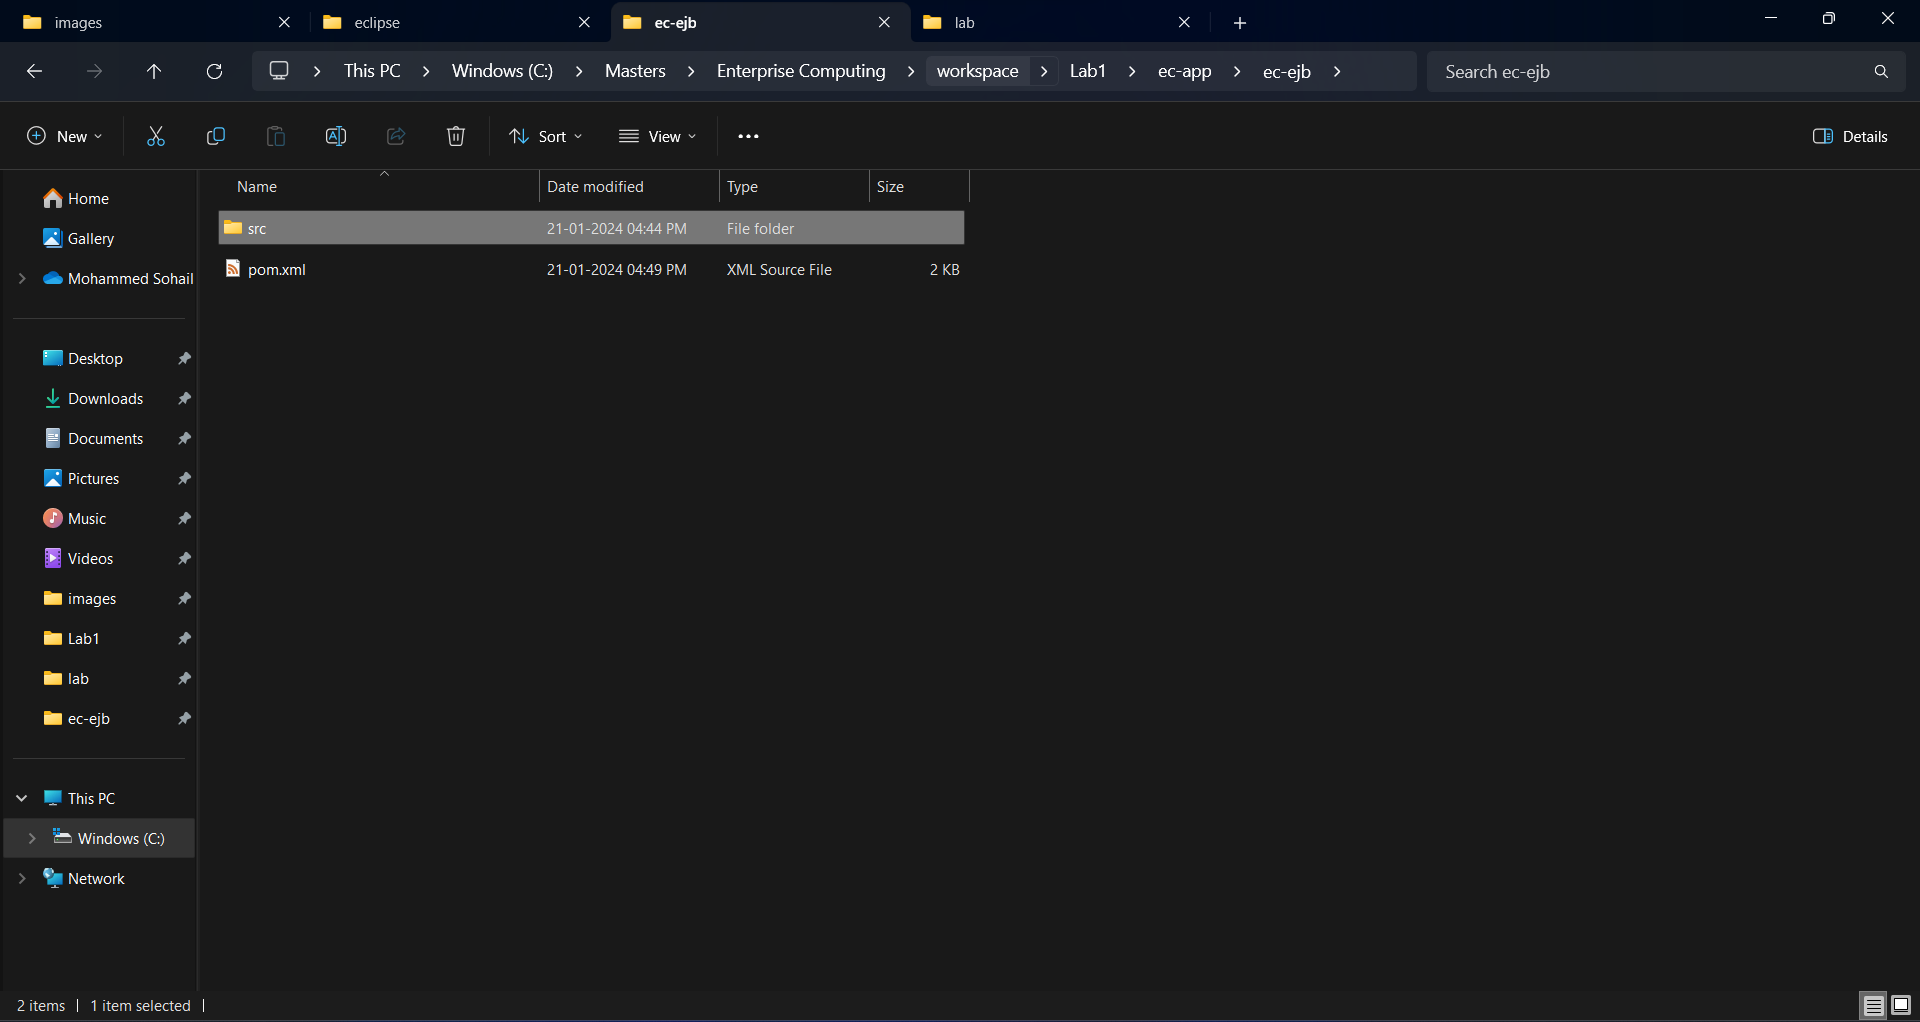 images
eclipse
ec-ejb
lab
This PC
Windows (C:)
Masters
Enterprise Computing
workspace
Lab1
ec-app
ec-ejb
Search ec-ejb
New
Sort
View
Details
Name
Date modified
Type
Size
src 21-01-2024 04:44 PM File folder
pom.xml 21-01-2024 04:49 PM XML Source File 2 KB
Home
Gallery
Mohammed Sohail
Desktop
Downloads
Documents
Pictures
Music
Videos
images
Lab1
lab
ec-ejb
This PC
Windows (C:)
Network
2 items
1 item selected